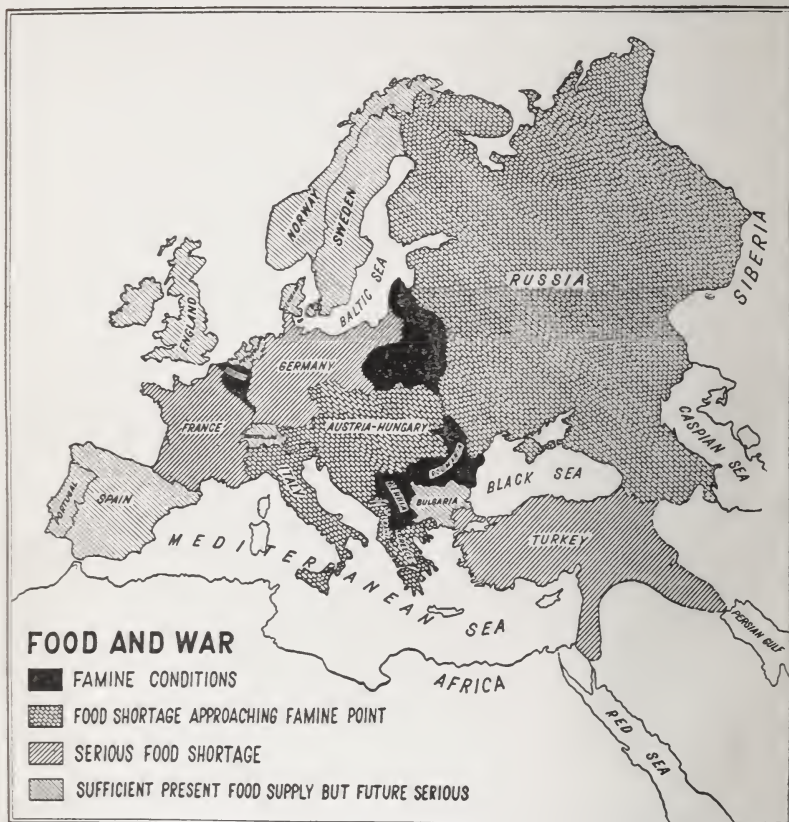 NORWAY
SWEDEN
BALTIC SEA
RUSSIA
SIBERIA
ENGLAND
GERMANY
FRANCE
AUSTRIA-HUNGARY
CASPIAN SEA
ITALY
BULGARIA
BLACK SEA
PORTUGAL
SPAIN
TURKEY
MEDITERRANEAN SEA
PERSIAN GULF
AFRICA
RED SEA
FOOD AND WAR
FAMINE CONDITIONS
FOOD SHORTAGE APPROACHING FAMINE POINT
SERIOUS FOOD SHORTAGE
SUFFICIENT PRESENT FOOD SUPPLY BUT FUTURE SERIOUS